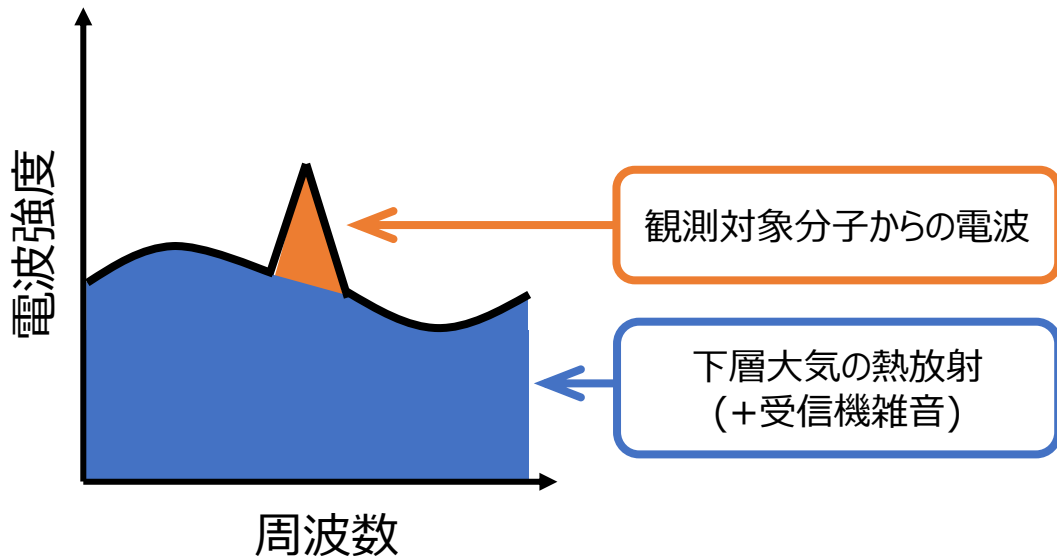 電波強度
観測対象分子からの電波
下層大気の熱放射
(+受信機雑音)
周波数